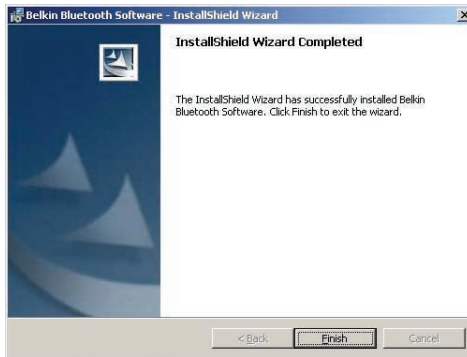 Belkin Bluetooth Software - InstallShield Wizard
InstallShield Wizard Completed
The InstallShield Wizard has successfully installed Belkin
Bluetooth Software. Click Finish to exit the wizard.
< Back
Finish
Cancel